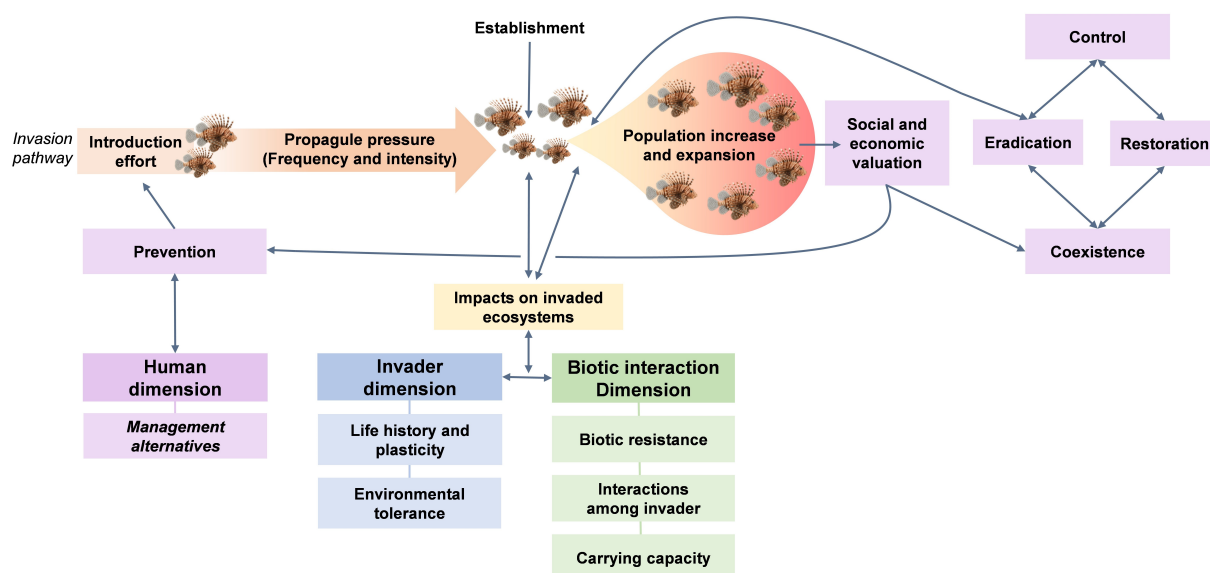 Establishment
Control
Invasion
pathway
Introduction
effort
Propagule pressure
(Frequency and intensity)
Population increase
and expansion
Social and
economic
valuation
Eradication
Restoration
Prevention
Coexistence
Impacts on invaded
ecosystems
Human
dimension
Management
alternatives
Invader
dimension
Life history and
plasticity
Environmental
tolerance
Biotic interaction
Dimension
Biotic resistance
Interactions
among invader
Carrying capacity